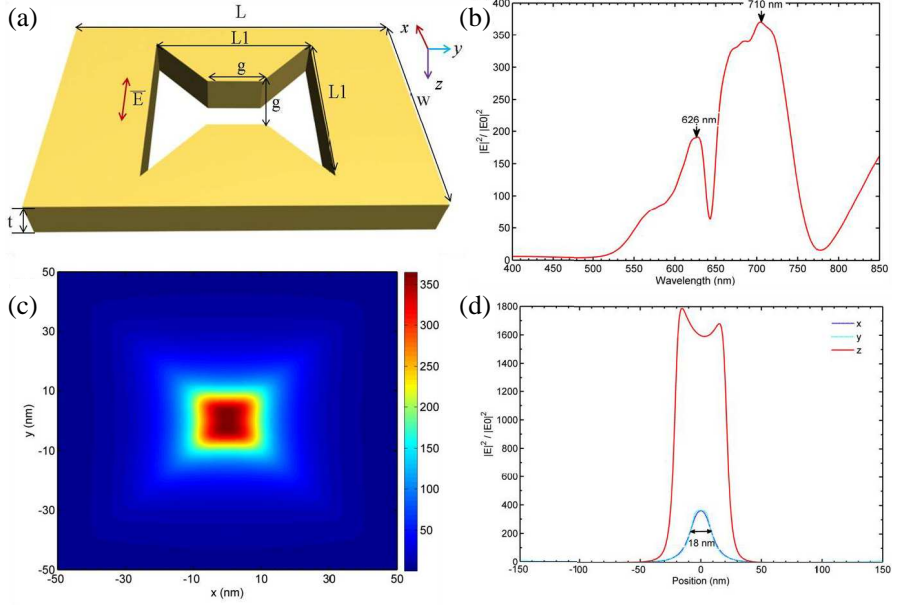 (a)
L
x
L1
y
g
z
E
g
L1
w
t
(b)
400
350
300
250
200
150
100
50
0
|E|²/ |E0|²
710 nm
626 nm
400 450 500 550 600 650 700 750 800 850
Wavelength (nm)
(c)
50
30
10
-10
-30
-50
y (nm)
-50 -30 -10 10 30 50
x (nm)
350
300
250
200
150
100
50
(d)
1800
1600
1400
1200
1000
800
600
400
200
0
|E|² / |E0|²
x
y
z
18 nm
-150 -100 -50 0 50 100 150
Position (nm)